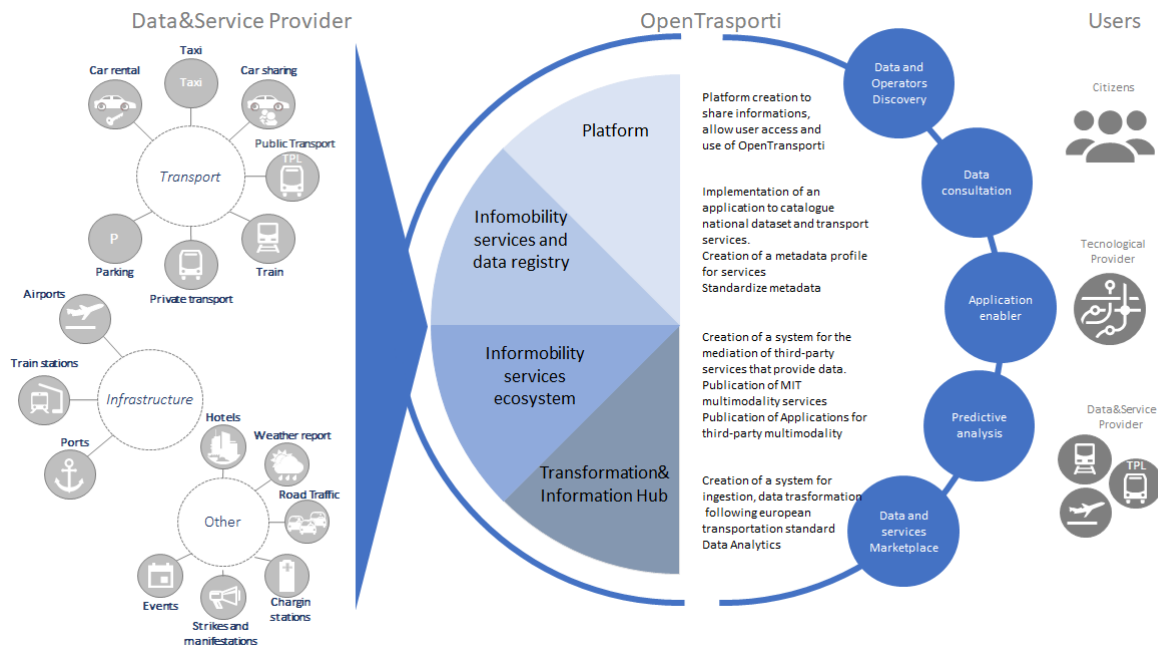 Data&Service Provider
OpenTrasporti
Users
Taxi
Car rental
Taxi
Car sharing
Public Transport
TPL
Transport
P
Parking
Private transport
Train
Airports
Train stations
Infrastructure
Ports
Hotels
Weather report
Road Traffic
Other
Events
Strikes and
manifestations
Chargin
stations
Platform
Infomobility
services and
data registry
Informobility
services
ecosystem
Transformation&
Information Hub
Platform creation to
share informations,
allow user access and
use of OpenTransporti
Implementation of an
application to catalogue
national dataset and transport
services.
Creation of a metadata profile
for services
Standardize metadata
Creation of a system for the
mediation of third-party
services that provide data.
Publication of MIT
multimodality services
Publication of Applications for
third-party multimodality
Creation of a system for
ingestion, data trasformation
following european
transportation standard
Data Analytics
Data and
Operators
Discovery
Data
consultation
Application
enabler
Predictive
analysis
Data and
services
Marketplace
Citizens
Tecnological
Provider
Data&Service
Provider
TPL